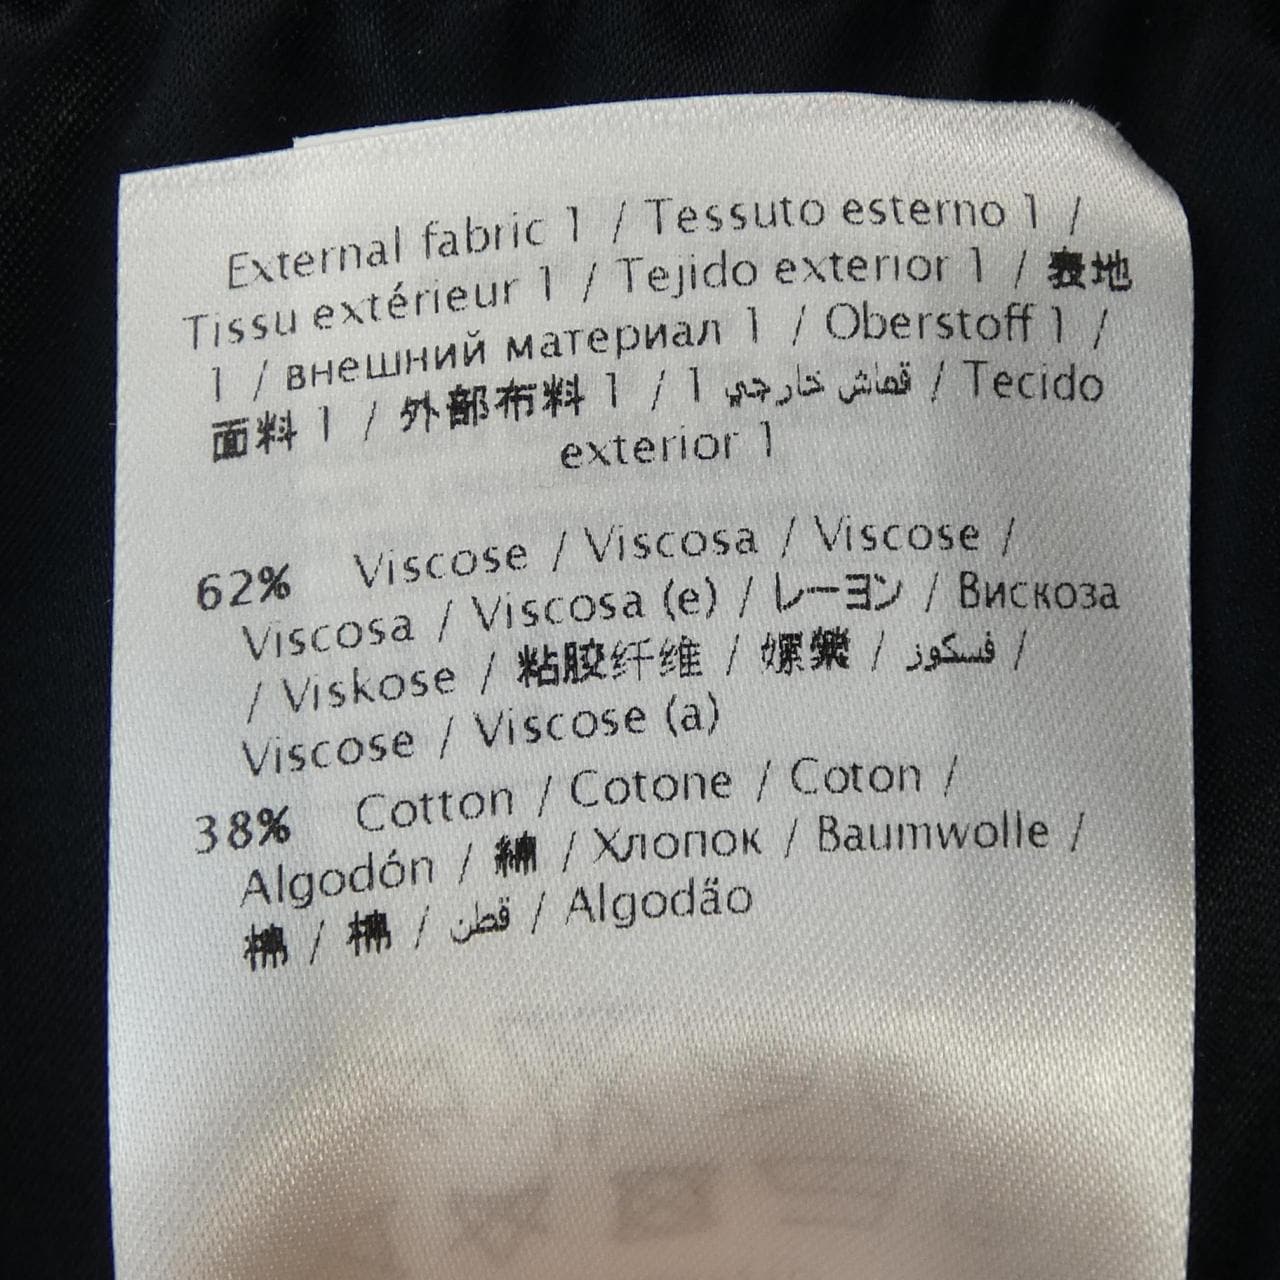 External fabric 1 / Tessuto esterno 1 /
Tissu extérieur 1 / Tejido exterior 1 / 表地
1 / внешний материал 1 / Oberstoff 1 /
面料 1 / 外部布料 1 / قماش خارجي 1 / Tecido
exterior 1
62% Viscose / Viscosa / Viscose /
Viscosa / Viscosa (e) / レーヨン / Вискоза
/ Viskose / 粘胶纤维 / 嫘縈 / فسكوز /
Viscose / Viscose (a)
38% Cotton / Cotone / Coton /
Algodón / 綿 / Хлопок / Baumwolle /
棉 / 棉 / قطن / Algodão